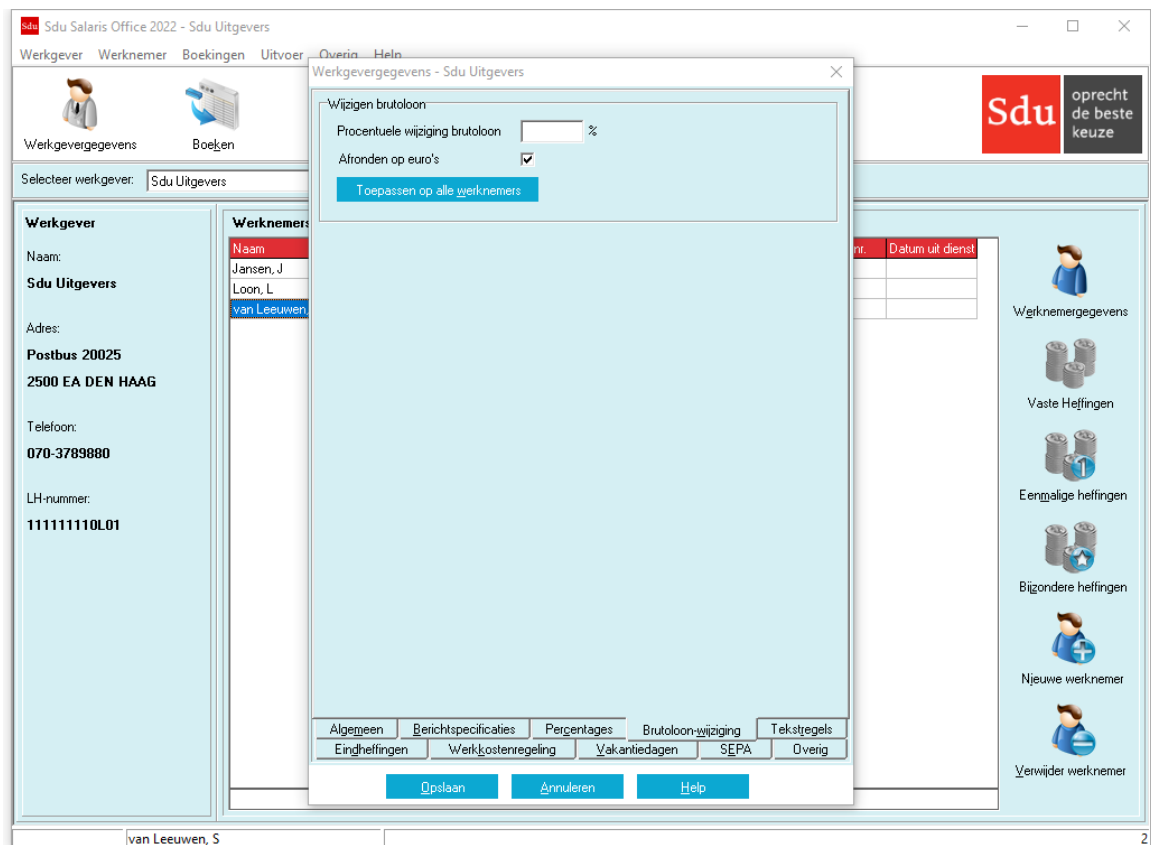 Sdu Sdu Salaris Office 2022 - Sdu Uitgevers
Werkgever Werknemer Boekingen Uitvoer Overig Help
Werkgevergegevens
Boeken
Sdu
oprecht
de beste
keuze
Selecteer werkgever: Sdu Uitgevers
Werkgever
Naam:
Sdu Uitgevers
Adres:
Postbus 20025
2500 EA DEN HAAG
Telefoon:
070-3789880
LH-nummer:
111111110L01
Werknemers
Naam nr. Datum uit dienst
Jansen, J
Loon, L
van Leeuwen,
Werkgevergegevens - Sdu Uitgevers
Wijzigen brutoloon
Procentuele wijziging brutoloon %
Afronden op euro's
Toepassen op alle werknemers
Algemeen Berichtspecificaties Percentages Brutoloon-wijziging Tekstregels
Eindheffingen Werkkostenregeling Vakantiedagen SEPA Overig
Opslaan Annuleren Help
Werknemergegevens
Vaste Heffingen
1
Eenmalige heffingen
Bijzondere heffingen
Nieuwe werknemer
Verwijder werknemer
van Leeuwen, S 2